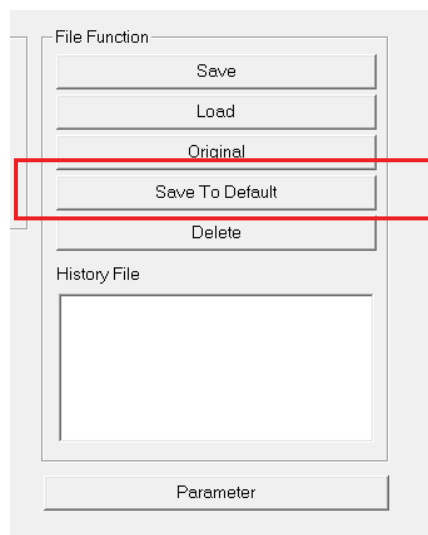 File Function
Save
Load
Original
Save To Default
Delete
History File
Parameter